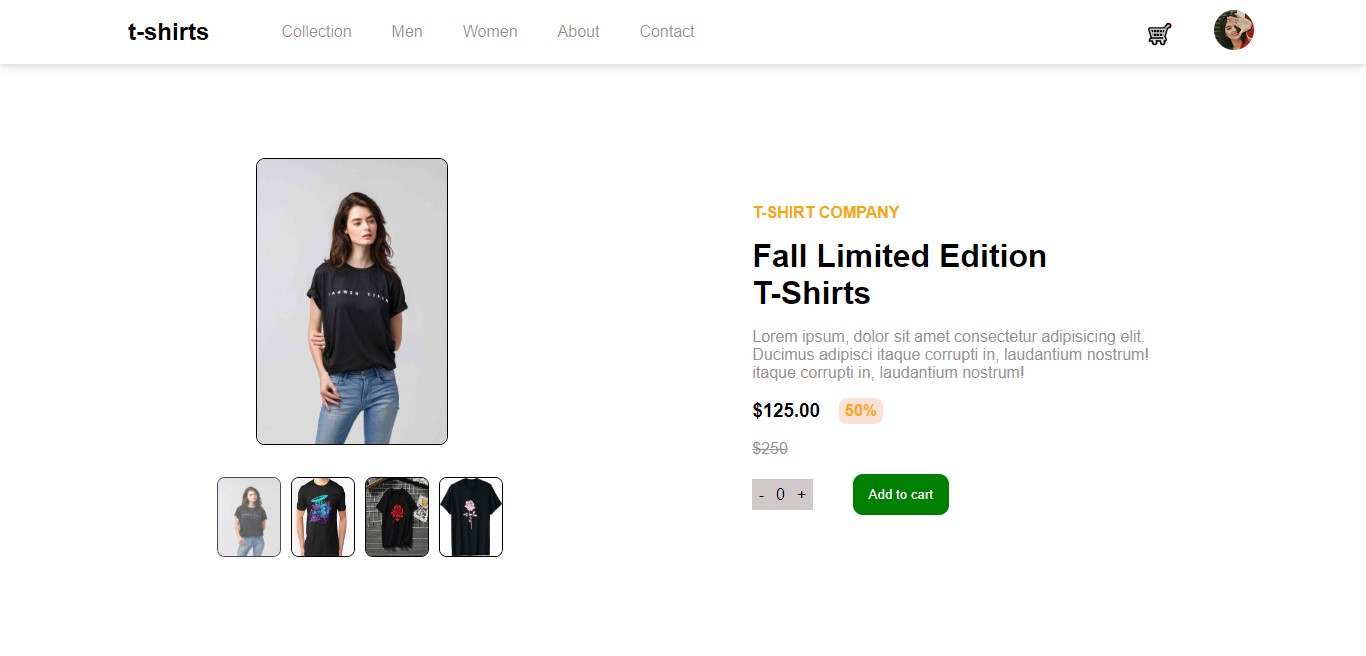 t-shirts
Collection Men Women About Contact
T-SHIRT COMPANY
Fall Limited Edition
T-Shirts
Lorem ipsum, dolor sit amet consectetur adipisicing elit.
Ducimus adipisci itaque corrupti in, laudantium nostrum!
itaque corrupti in, laudantium nostrum!
$125.00 50%
$250
- 0 + Add to cart